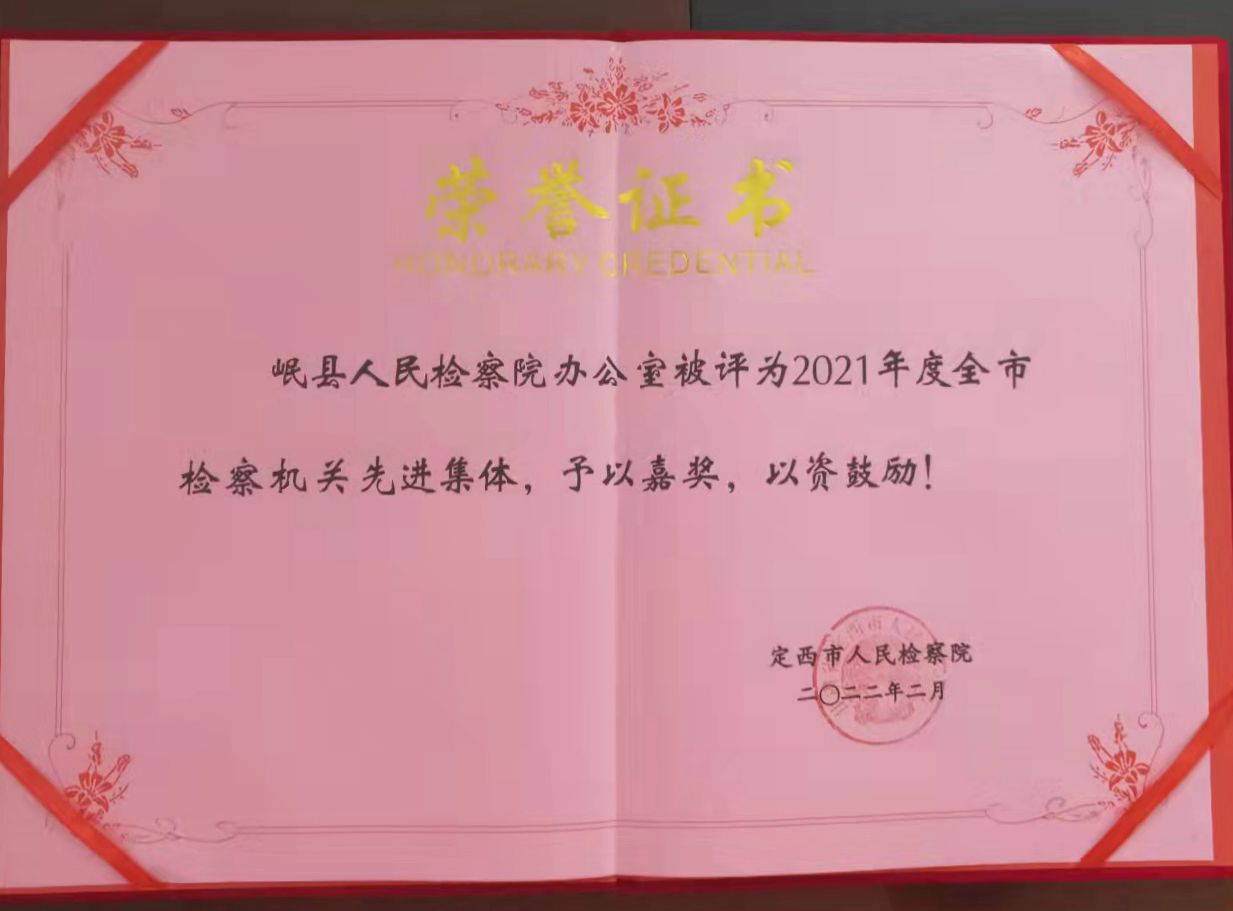 荣誉证书
HONORARY CREDENTIAL
岷县人民检察院办公室被评为2021年度全市
检察机关先进集体，予以嘉奖，以资鼓励！
定西市人民检察院
二〇二二年二月